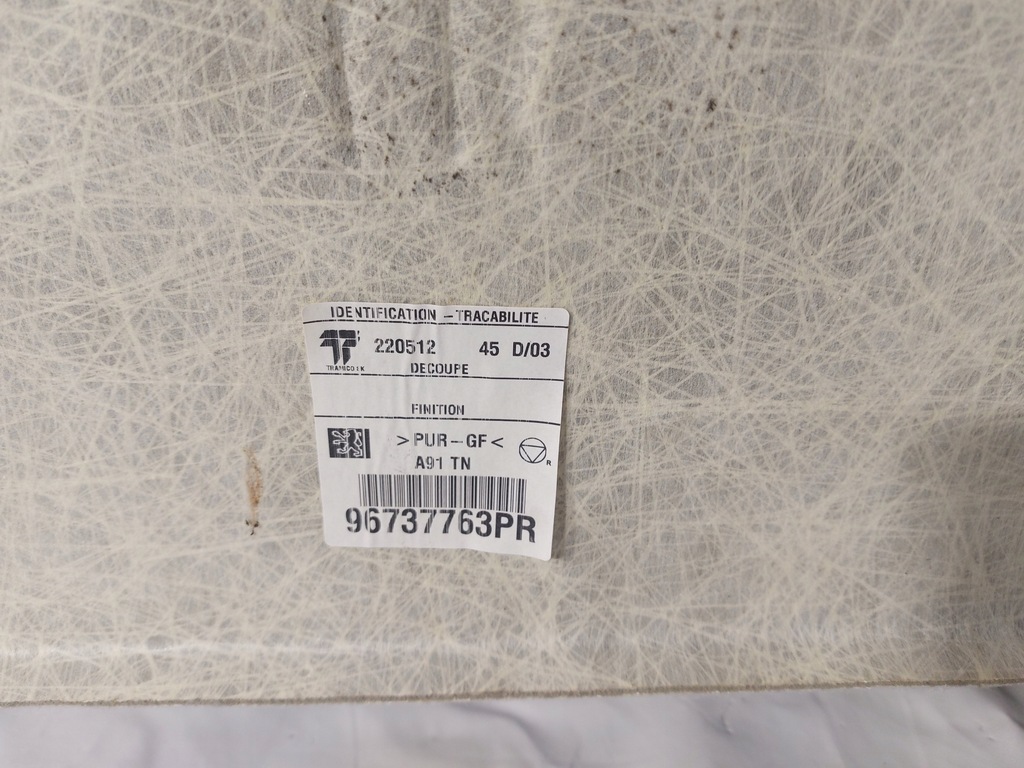 IDENTIFICATION - TRACABILITE
220512 45 D/03
DECOUPE
FINITION
>PUR-GF<
R
A91 TN
96737763PR